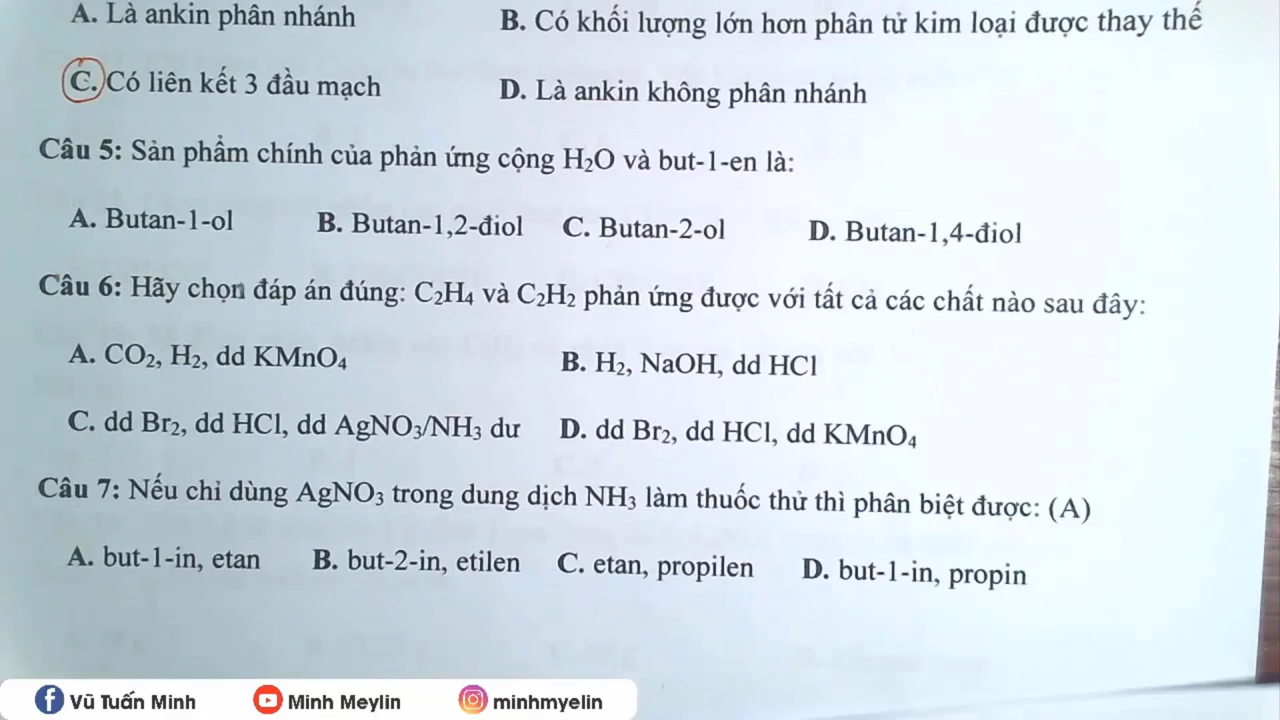 A. Là ankin phân nhánh B. Có khối lượng lớn hơn phân tử kim loại được thay thế
C. Có liên kết 3 đầu mạch D. Là ankin không phân nhánh
Câu 5: Sản phẩm chính của phản ứng cộng H₂O và but-1-en là:
A. Butan-1-ol B. Butan-1,2-điol C. Butan-2-ol D. Butan-1,4-điol
Câu 6: Hãy chọn đáp án đúng: C₂H₄ và C₂H₂ phản ứng được với tất cả các chất nào sau đây:
A. CO₂, H₂, dd KMnO₄ B. H₂, NaOH, dd HCl
C. dd Br₂, dd HCl, dd AgNO₃/NH₃ dư D. dd Br₂, dd HCl, dd KMnO₄
Câu 7: Nếu chỉ dùng AgNO₃ trong dung dịch NH₃ làm thuốc thử thì phân biệt được: (A)
A. but-1-in, etan B. but-2-in, etilen C. etan, propilen D. but-1-in, propin
Vũ Tuấn Minh Minh Meylin minhmyelin